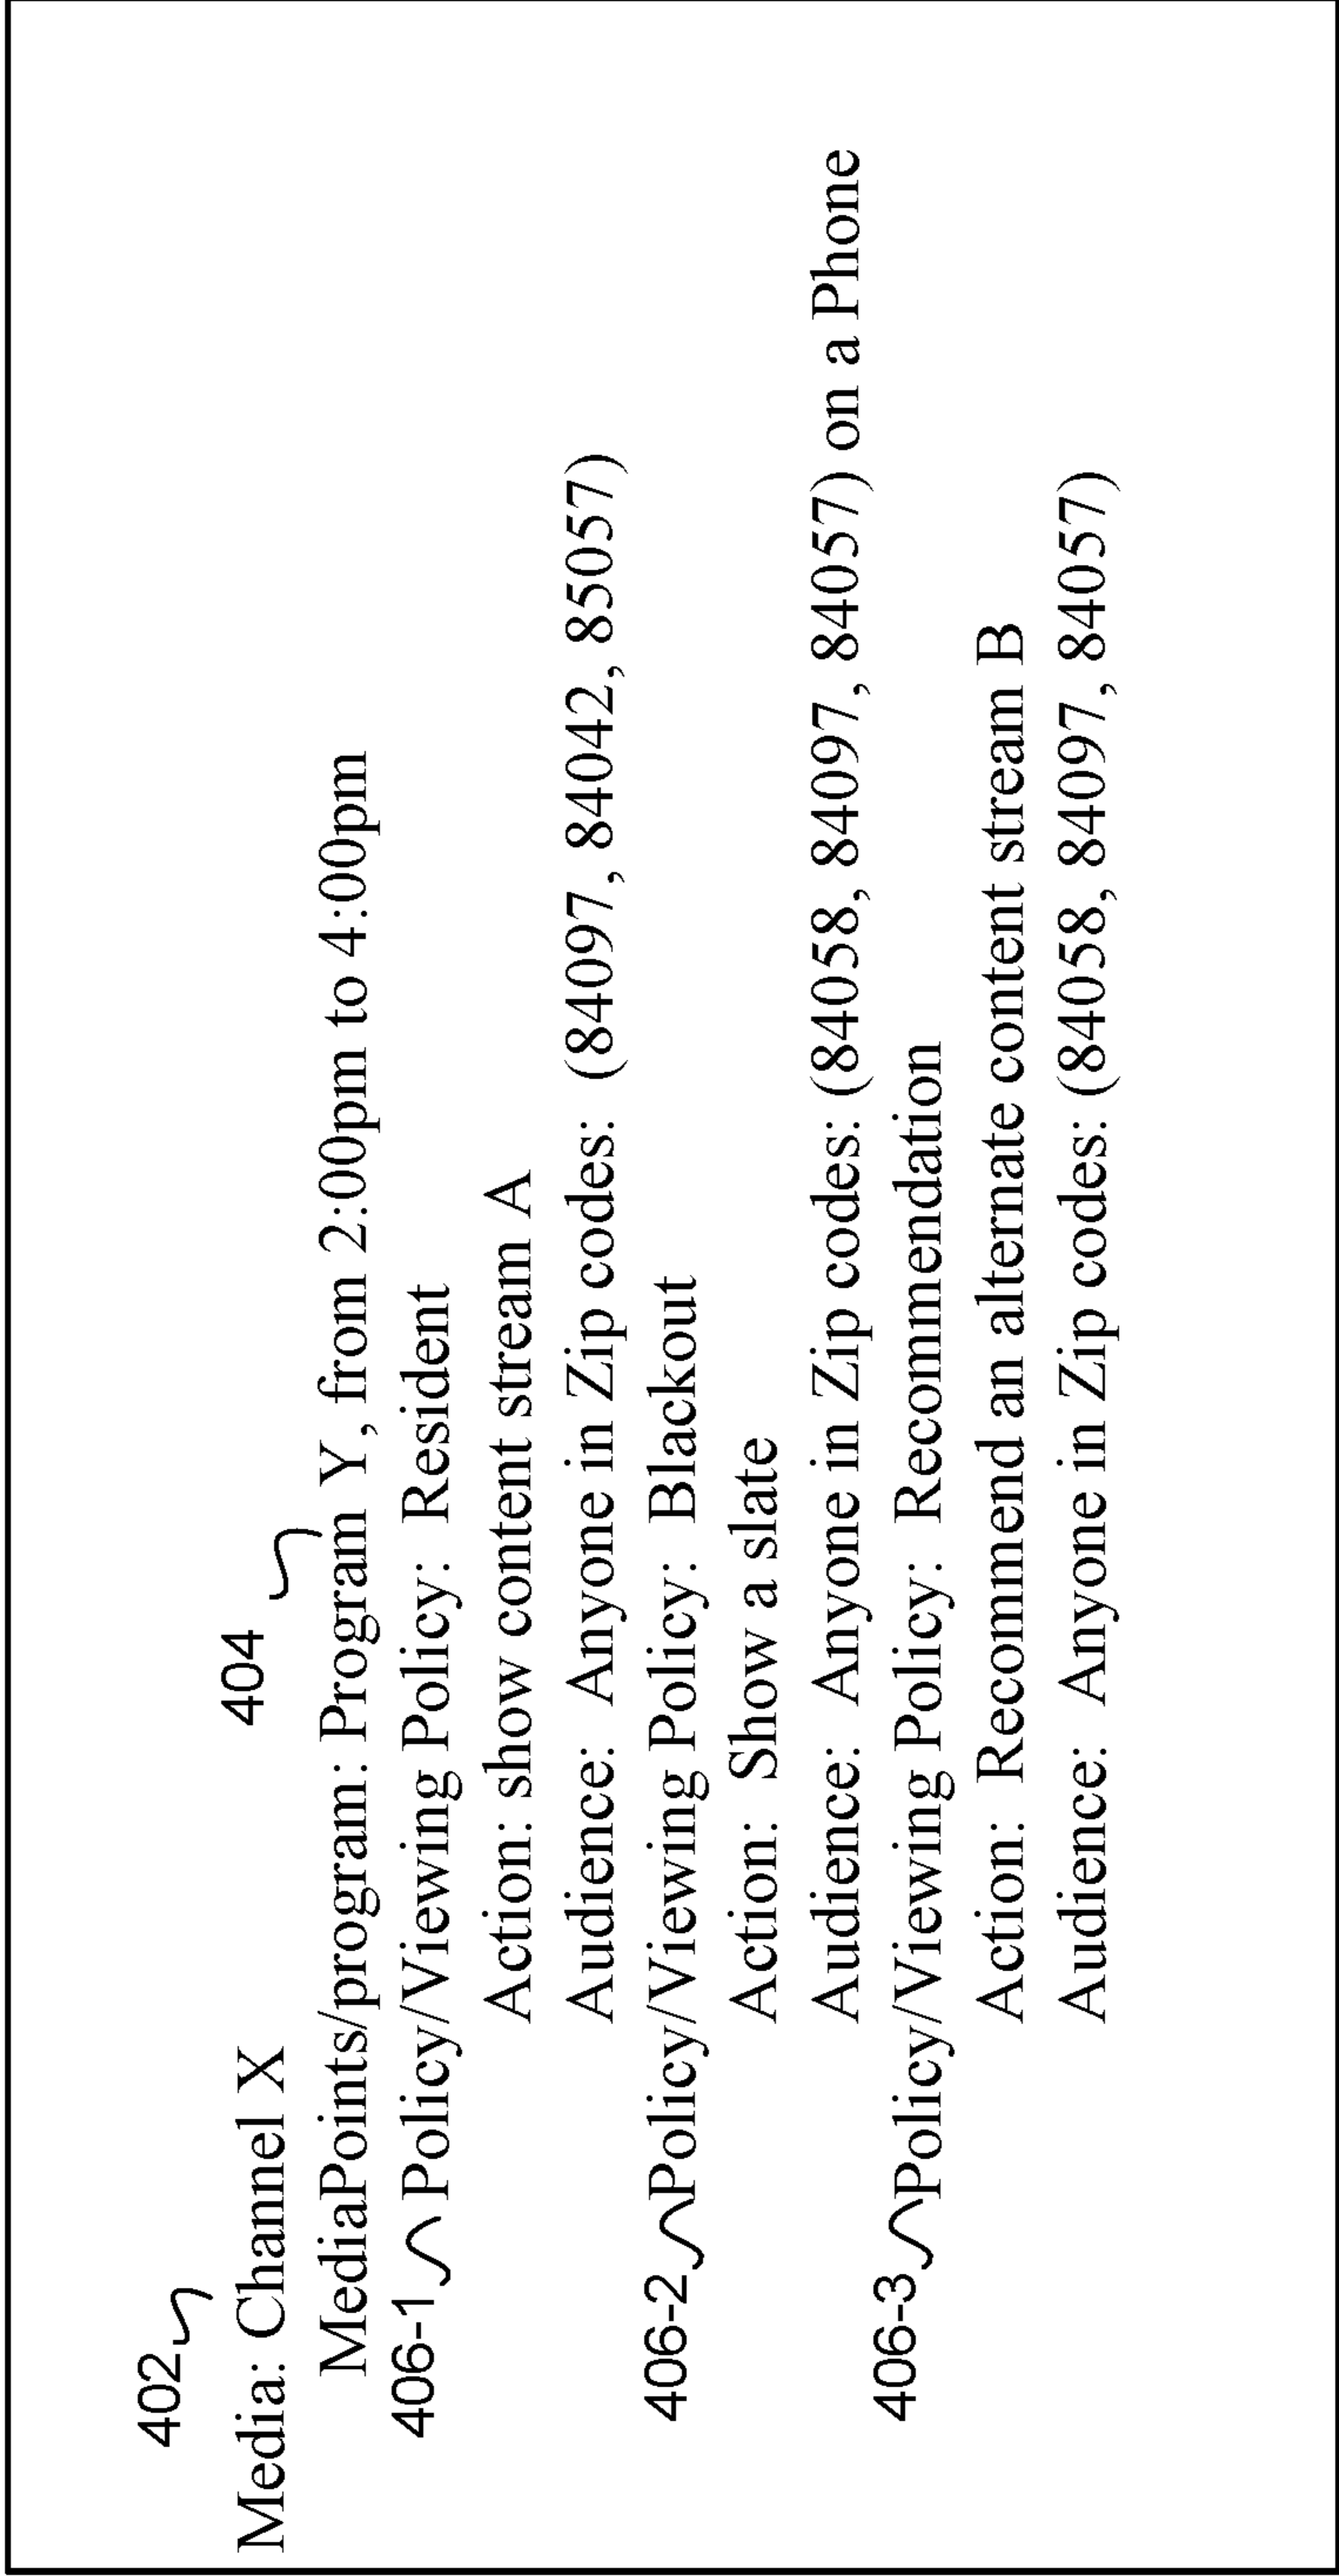 402
Media: Channel X
404
MediaPoints/program: Program Y, from 2:00pm to 4:00pm
406-1 Policy/Viewing Policy: Resident
Action: show content stream A
Audience: Anyone in Zip codes: (84097, 84042, 85057)
406-2 Policy/Viewing Policy: Blackout
Action: Show a slate
Audience: Anyone in Zip codes: (84058, 84097, 84057) on a Phone
406-3 Policy/Viewing Policy: Recommendation
Action: Recommend an alternate content stream B
Audience: Anyone in Zip codes: (84058, 84097, 84057)